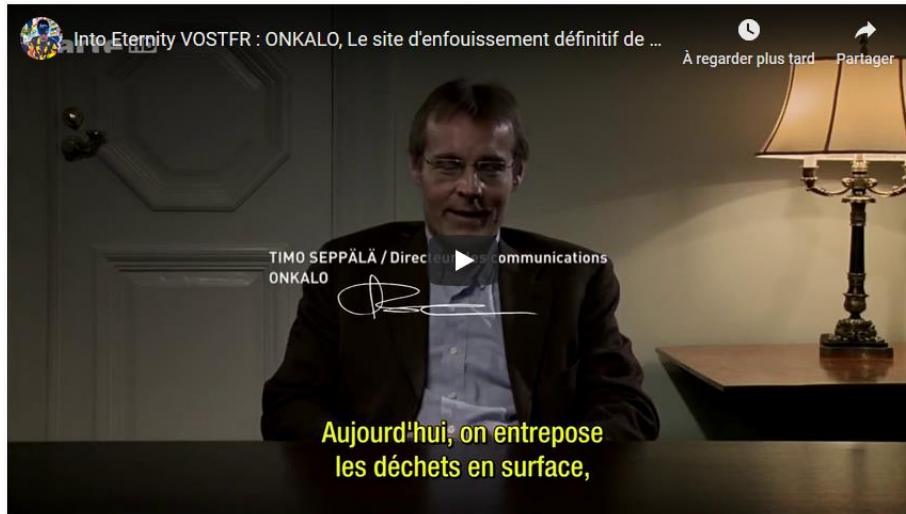 Into Eternity VOSTFR : ONKALO, Le site d'enfouissement définitif de ...
À regarder plus tard
Partager
TIMO SEPPÄLÄ / Directeur des communications
ONKALO
Aujourd'hui, on entrepose
les déchets en surface,